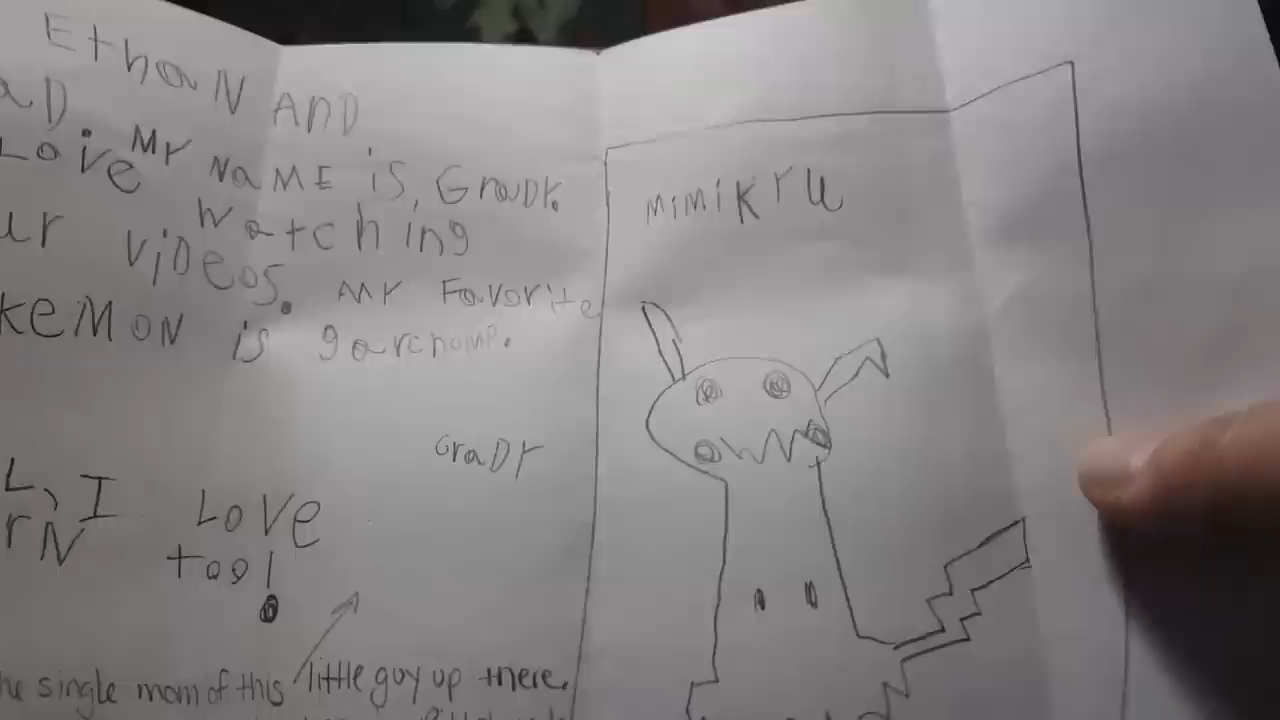 Ethan AND
aD
Love My NaME is, GraDy.
ur watching
viDeos. My Favorite
keMoN is garchomp.
GraDy
L, I Love
rN too!
he single mom of this little guy up there.
MiMiKYU